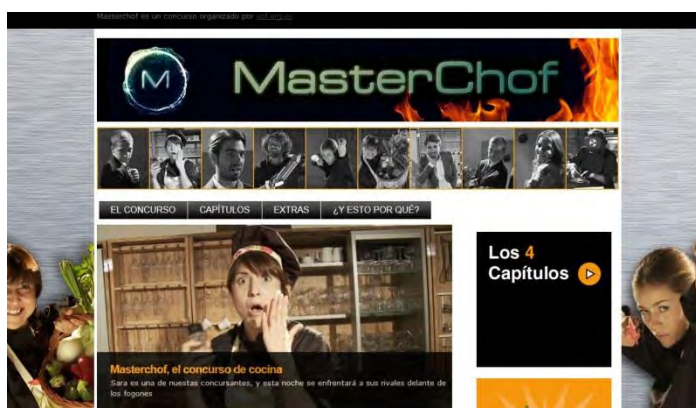 Masterchof es un concurso organizado por
M MasterChof
EL CONCURSO CAPÍTULOS EXTRAS ¿Y ESTO POR QUÉ?
Los 4
Capítulos
Masterchof, el concurso de cocina
Sara es una de nuestas concursantes, y esta noche se enfrentará a sus rivales delante de
los fogones